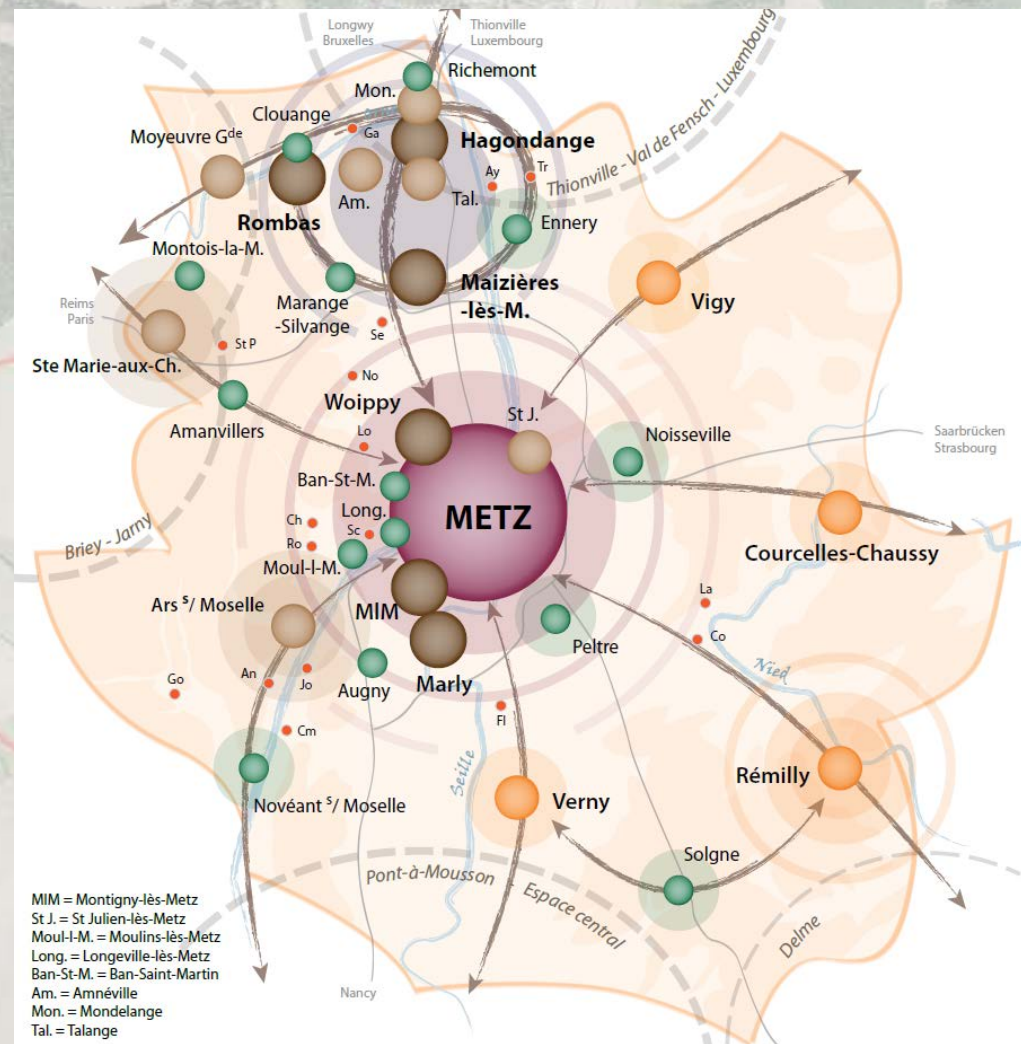 Longwy
Bruxelles
Thionville
Luxembourg
Richemont
Mon.
Clouange
Ga
Moyeuvre Gde
Hagondange
Thionville - Val de Fensch - Luxembourg
Ay
Tr
Am.
Tal.
Rombas
Ennery
Montois-la-M.
Maizières
-lès-M.
Marange
-Silvange
Vigy
Reims
Paris
Se
St P
Ste Marie-aux-Ch.
No
Woippy
St J.
Amanvillers
Lo
Noisseville
Saarbrücken
Strasbourg
Ban-St-M.
METZ
Long.
Ch
Sc
Ro
Moul-l-M.
Briey - Jarny
Courcelles-Chaussy
Ars s/ Moselle
MlM
La
Co
Peltre
Nied
An
Jo
Go
Augny
Marly
Cm
Fl
Seille
Rémilly
Novéant s/ Moselle
Verny
Solgne
Pont-à-Mousson
Espace central
Delme
Nancy
MlM = Montigny-lès-Metz
St J. = St Julien-lès-Metz
Moul-l-M. = Moulins-lès-Metz
Long. = Longeville-lès-Metz
Ban-St-M. = Ban-Saint-Martin
Am. = Amnéville
Mon. = Mondelange
Tal. = Talange